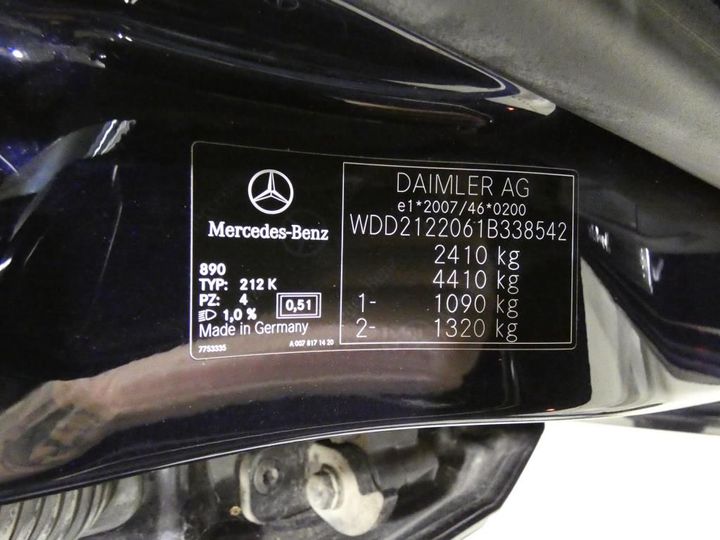 Mercedes-Benz
890
TYP: 212 K
PZ: 4
1,0 %
0,51
Made in Germany
7753335
A 007 817 14 20
DAIMLER AG
e1*2007/46*0200
WDD2122061B338542
2410 kg
4410 kg
1- 1090 kg
2- 1320 kg